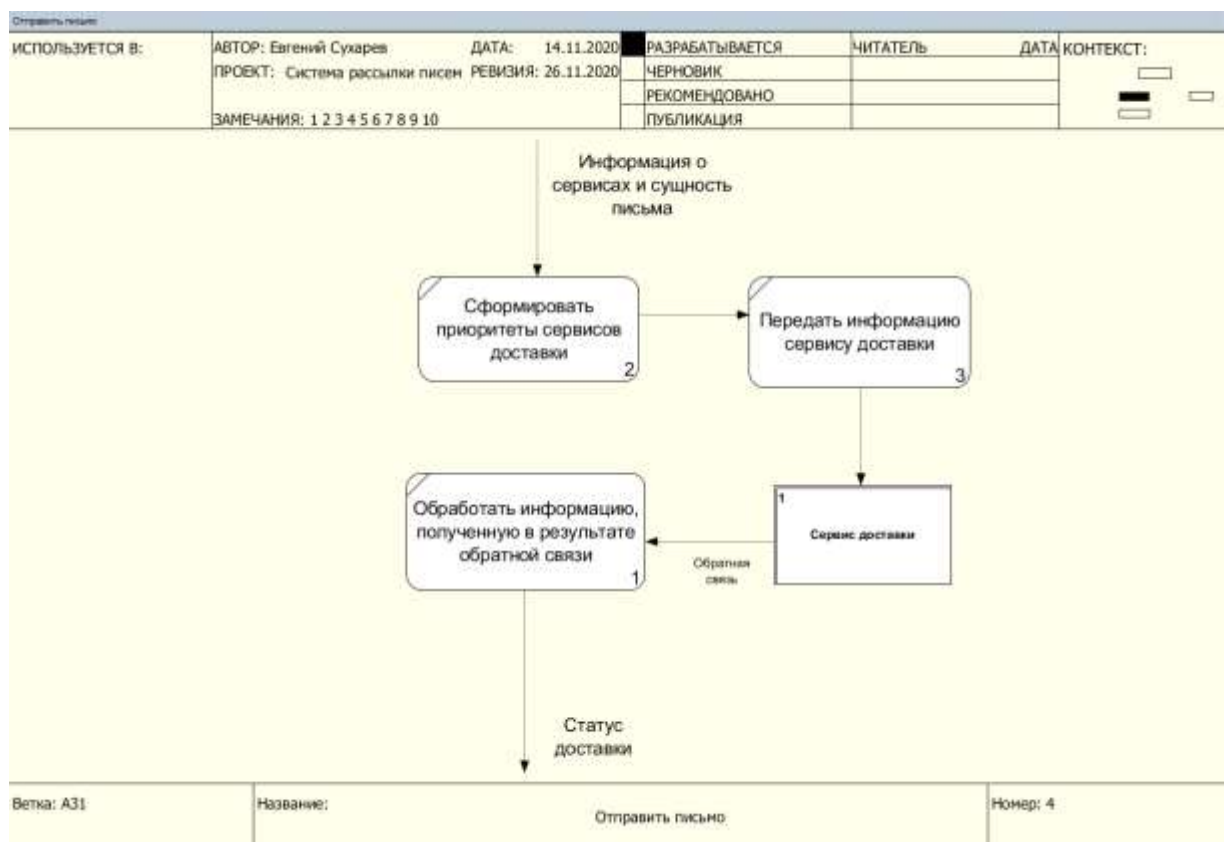 Отправить письмо
ИСПОЛЬЗУЕТСЯ В:
АВТОР: Евгений Сухарев
ДАТА: 14.11.2020
РАЗРАБАТЫВАЕТСЯ
ЧИТАТЕЛЬ
ДАТА
КОНТЕКСТ:
ПРОЕКТ: Система рассылки писем
РЕВИЗИЯ: 26.11.2020
ЧЕРНОВИК
РЕКОМЕНДОВАНО
ЗАМЕЧАНИЯ: 1 2 3 4 5 6 7 8 9 10
ПУБЛИКАЦИЯ
Информация о
сервисах и сущность
письма
Сформировать
приоритеты сервисов
доставки
2
Передать информацию
сервису доставки
3
Обработать информацию,
полученную в результате
обратной связи
1
Обратная
связь
1
Сервис доставки
Статус
доставки
Ветка: A31
Название:
Отправить письмо
Номер: 4